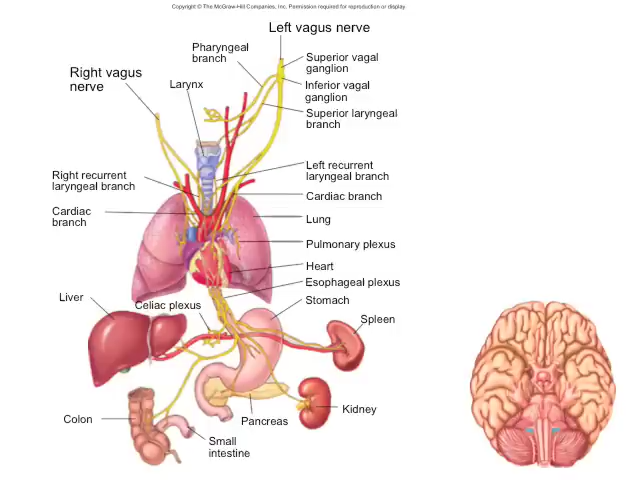 Copyright © The McGraw-Hill Companies, Inc. Permission required for reproduction or display
Left vagus nerve
Pharyngeal
branch
Superior vagal
ganglion
Right vagus
nerve
Larynx
Inferior vagal
ganglion
Superior laryngeal
branch
Right recurrent
laryngeal branch
Left recurrent
laryngeal branch
Cardiac branch
Cardiac
branch
Lung
Pulmonary plexus
Heart
Esophageal plexus
Liver
Celiac plexus
Stomach
Spleen
Colon
Pancreas
Kidney
Small
intestine